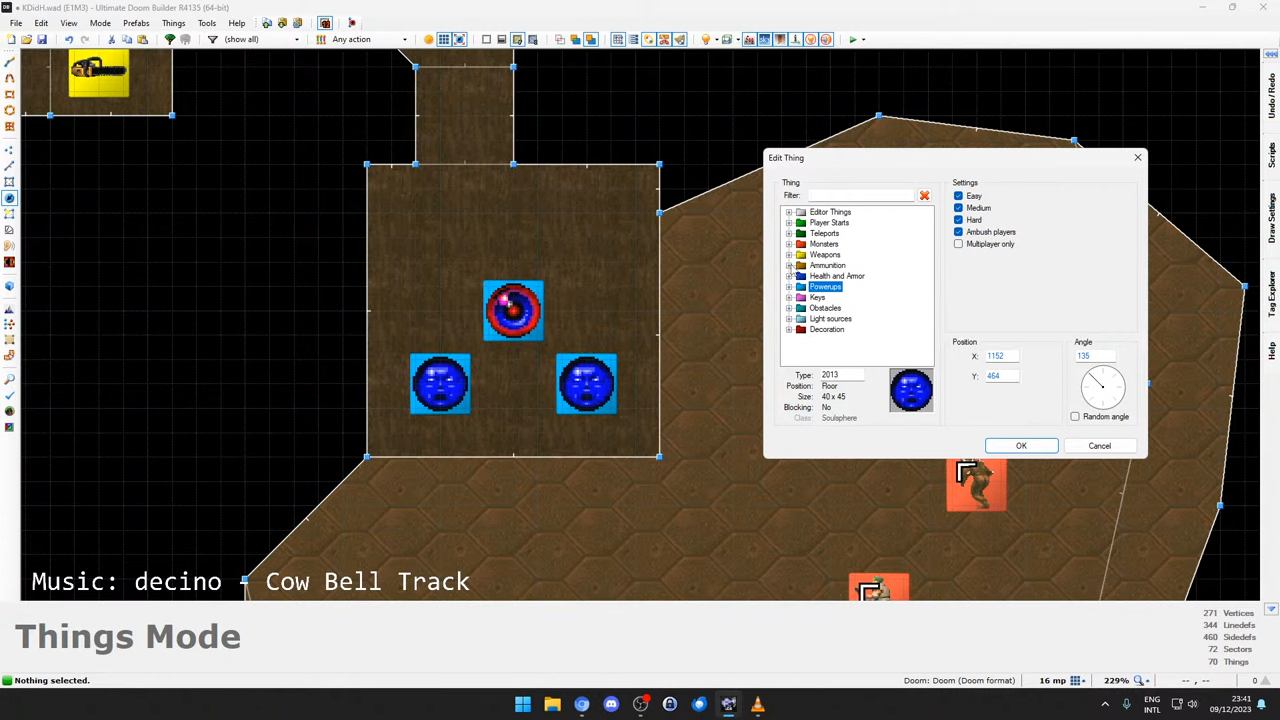 KDidH.wad (E1M3) - Ultimate Doom Builder R4135 (64-bit)
File Edit View Mode Prefabs Things Tools Help
(show all) Any action
Edit Thing
Thing
Filter:
Editor Things
Player Starts
Teleports
Monsters
Weapons
Ammunition
Health and Armor
Powerups
Keys
Obstacles
Light sources
Decoration
Type: 2013
Position: Floor
Size: 40 x 45
Blocking: No
Class: Soulsphere
Settings
Easy
Medium
Hard
Ambush players
Multiplayer only
Position
X: 1152
Y: 464
Angle
135
Random angle
OK Cancel
Undo / Redo
Scripts
Draw Settings
Tag Explorer
Help
Music: decino - Cow Bell Track
Things Mode
271 Vertices
344 Linedefs
460 Sidedefs
72 Sectors
70 Things
Nothing selected. Doom: Doom (Doom format) 16 mp 229% --, -- 0
ENG
INTL
23:41
09/12/2023